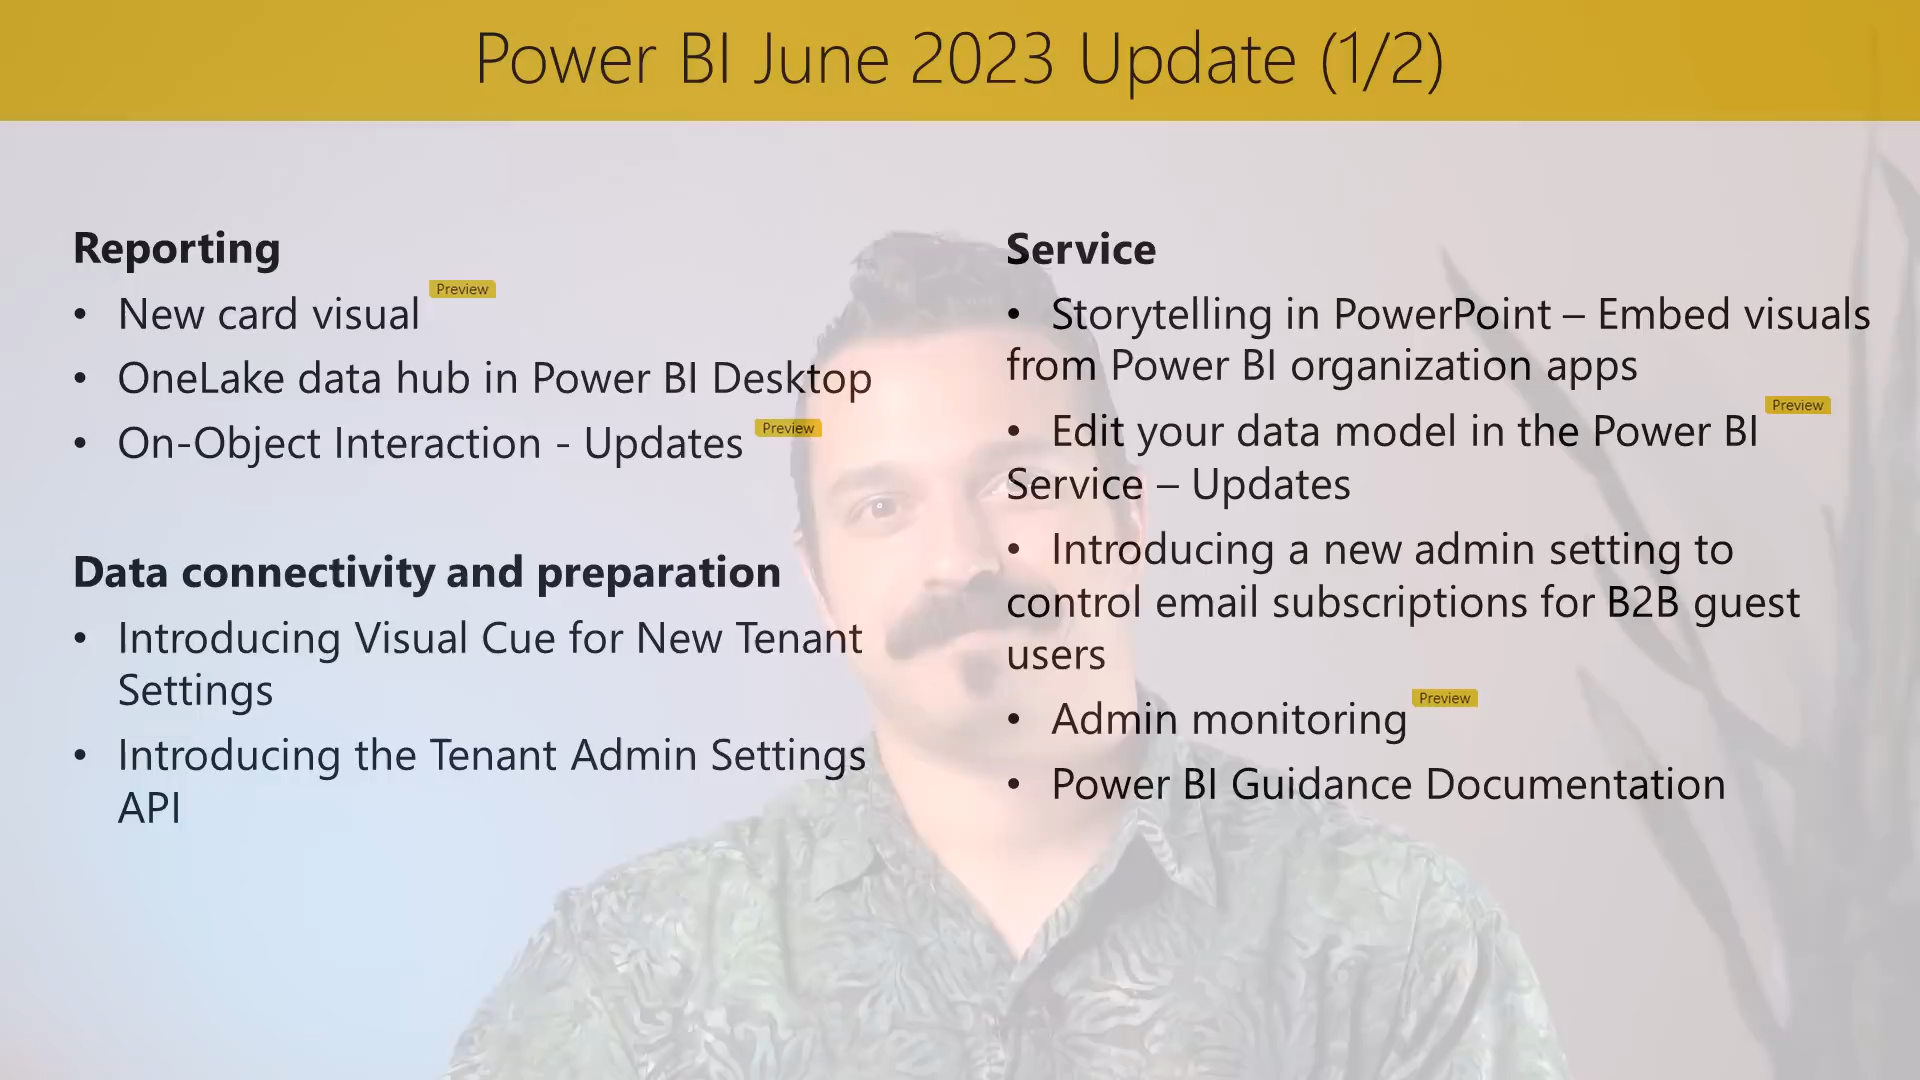 Power BI June 2023 Update (1/2)
Reporting
• New card visual Preview
• OneLake data hub in Power BI Desktop
• On-Object Interaction - Updates Preview
Data connectivity and preparation
• Introducing Visual Cue for New Tenant
Settings
• Introducing the Tenant Admin Settings
API
Service
• Storytelling in PowerPoint – Embed visuals
from Power BI organization apps
• Edit your data model in the Power BI Preview
Service – Updates
• Introducing a new admin setting to
control email subscriptions for B2B guest
users
• Admin monitoring Preview
• Power BI Guidance Documentation